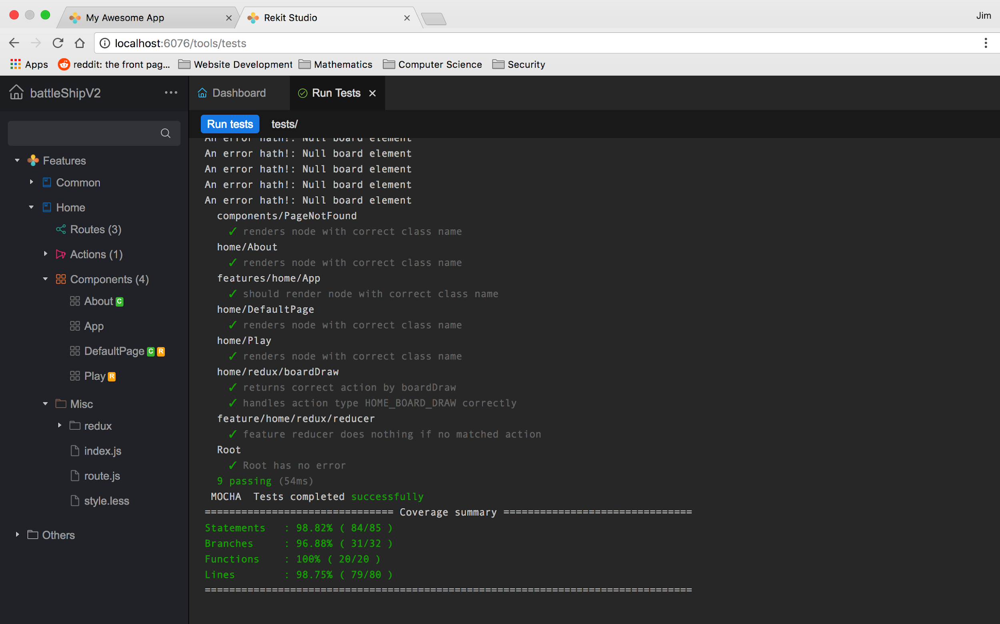 My Awesome App
Rekit Studio
Jim
localhost:6076/tools/tests
Apps
reddit: the front pag...
Website Development
Mathematics
Computer Science
Security
battleShipV2
Dashboard
Run Tests
Run tests
tests/
Features
Common
Home
Routes (3)
Actions (1)
Components (4)
About C
App
DefaultPage C R
Play R
Misc
redux
index.js
route.js
style.less
Others
An error hath!: Null board element
An error hath!: Null board element
An error hath!: Null board element
An error hath!: Null board element
An error hath!: Null board element
components/PageNotFound
✓ renders node with correct class name
home/About
✓ renders node with correct class name
features/home/App
✓ should render node with correct class name
home/DefaultPage
✓ renders node with correct class name
home/Play
✓ renders node with correct class name
home/redux/boardDraw
✓ returns correct action by boardDraw
✓ handles action type HOME_BOARD_DRAW correctly
feature/home/redux/reducer
✓ feature reducer does nothing if no matched action
Root
✓ Root has no error
9 passing (54ms)
MOCHA  Tests completed successfully
=============================== Coverage summary ===============================
Statements   : 98.82% ( 84/85 )
Branches     : 96.88% ( 31/32 )
Functions    : 100% ( 20/20 )
Lines        : 98.75% ( 79/80 )
================================================================================